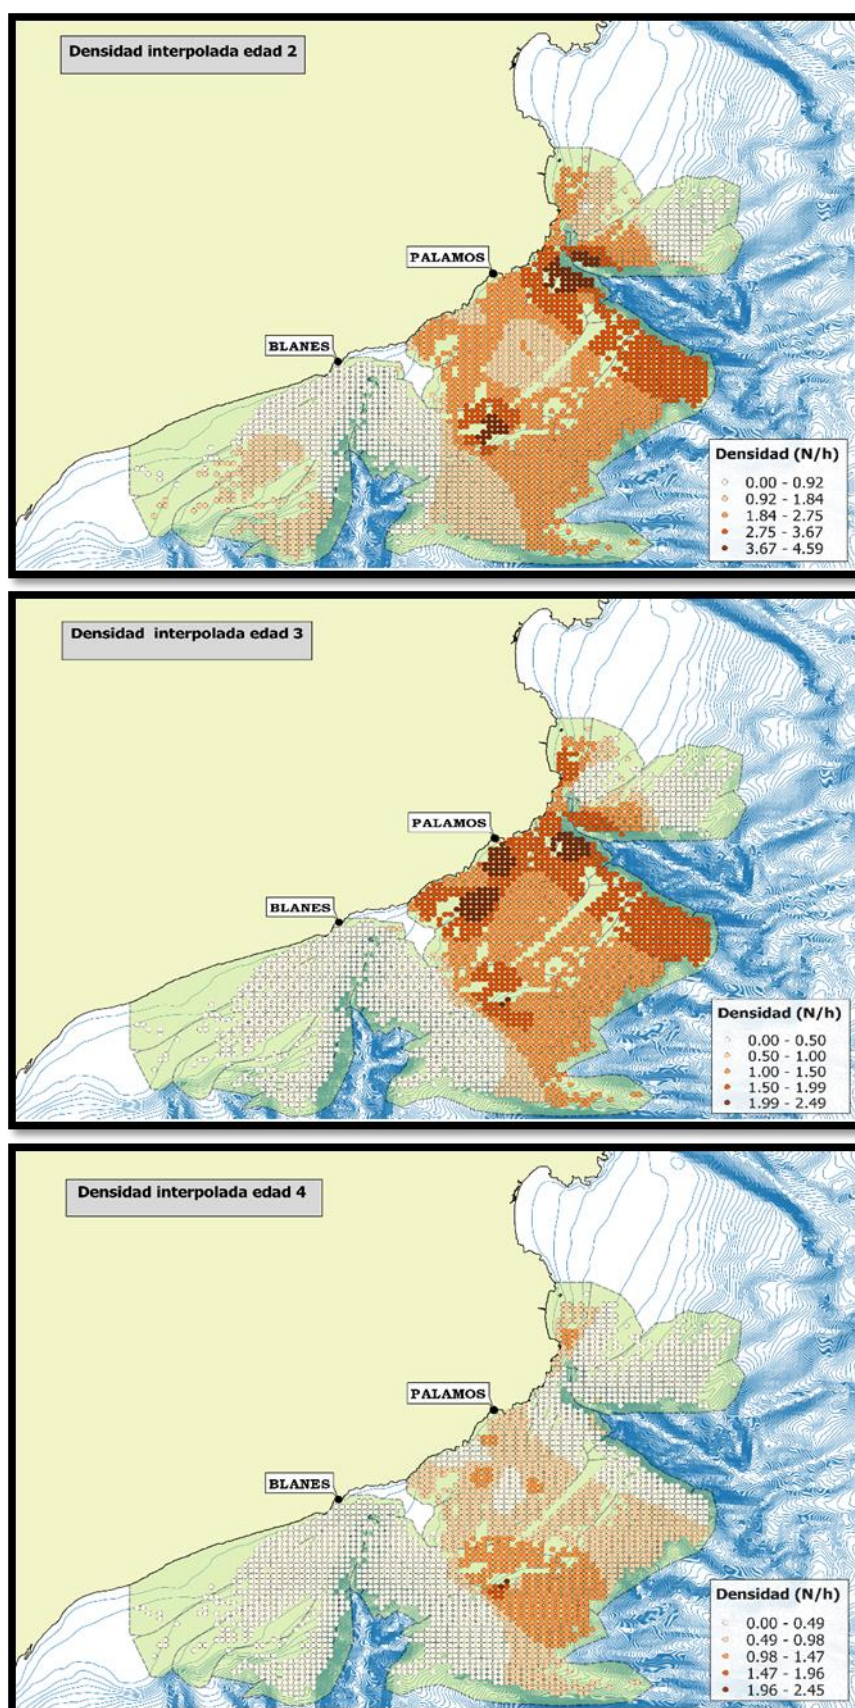 Densidad interpolada edad 2
PALAMOS
BLANES
Densidad (N/h)
0.00 - 0.92
0.92 - 1.84
1.84 - 2.75
2.75 - 3.67
3.67 - 4.59
Densidad interpolada edad 3
PALAMOS
BLANES
Densidad (N/h)
0.00 - 0.50
0.50 - 1.00
1.00 - 1.50
1.50 - 1.99
1.99 - 2.49
Densidad interpolada edad 4
PALAMOS
BLANES
Densidad (N/h)
0.00 - 0.49
0.49 - 0.98
0.98 - 1.47
1.47 - 1.96
1.96 - 2.45